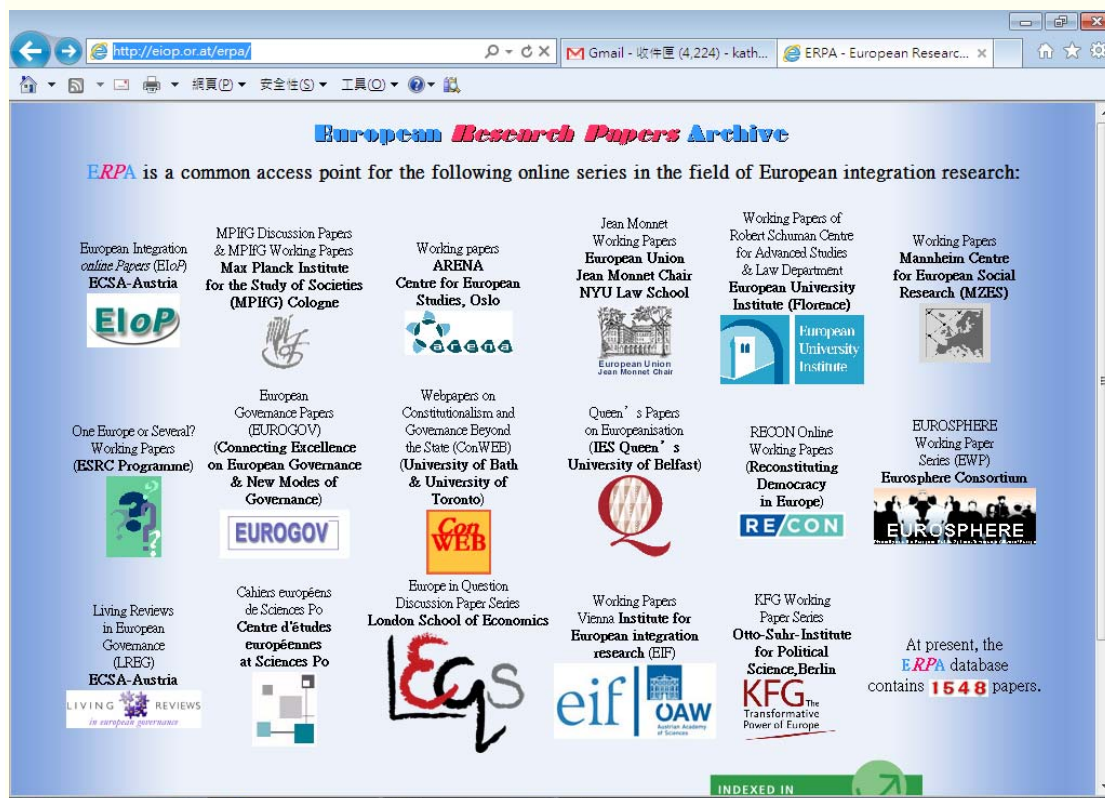 http://eiop.or.at/erpa/
Gmail - 收件匣 (4,224) - kath...
ERPA - European Researc...
網頁(P)
安全性(S)
工具(O)
European Research Papers Archive
ERPA is a common access point for the following online series in the field of European integration research:
European Integration
online Papers (EIoP)
ECSA-Austria
EIoP
MPIfG Discussion Papers
& MPIfG Working Papers
Max Planck Institute
for the Study of Societies
(MPIfG) Cologne
Working papers
ARENA
Centre for European
Studies, Oslo
arena
Jean Monnet
Working Papers
European Union
Jean Monnet Chair
NYU Law School
European Union
Jean Monnet Chair
Working Papers of
Robert Schuman Centre
for Advanced Studies
& Law Department
European University
Institute (Florence)
European
University
Institute
Working Papers
Mannheim Centre
for European Social
Research (MZES)
One Europe or Several?
Working Papers
(ESRC Programme)
European
Governance Papers
(EUROGOV)
(Connecting Excellence
on European Governance
& New Modes of
Governance)
EUROGOV
Webpapers on
Constitutionalism and
Governance Beyond
the State (ConWEB)
(University of Bath
& University of
Toronto)
Con
WEB
Queen's Papers
on Europeanisation
(IES Queen's
University of Belfast)
Q
RECON Online
Working Papers
(Reconstituting
Democracy
in Europe)
RE/CON
EUROSPHERE
Working Paper
Series (EWP)
Eurosphere Consortium
EUROSPHERE
Living Reviews
in European
Governance
(LREG)
ECSA-Austria
LIVING REVIEWS
in european governance
Cahiers européens
de Sciences Po
Centre d'études
européennes
at Sciences Po
Europe in Question
Discussion Paper Series
London School of Economics
LEQS
Working Papers
Vienna Institute for
European integration
research (EIF)
eif
ÖAW
Austrian Academy
of Sciences
KFG Working
Paper Series
Otto-Suhr-Institute
for Political
Science,Berlin
KFG The
Transformative
Power of Europe
At present, the
ERPA database
contains 1548 papers.
INDEXED IN